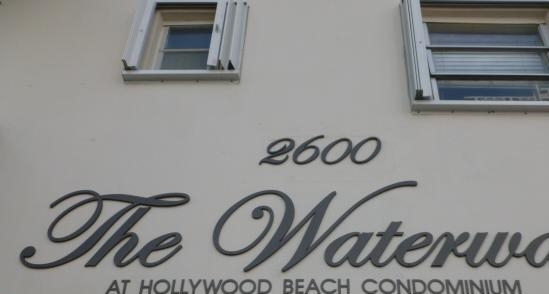 2600
The Waterwa
AT HOLLYWOOD BEACH CONDOMINIUM